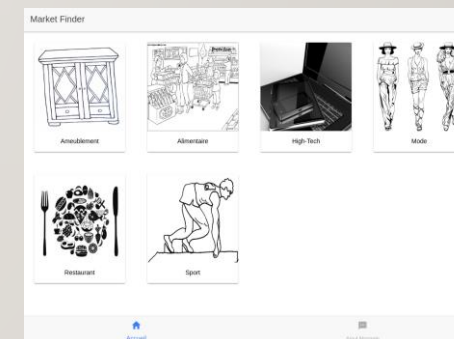 Market Finder
Ameublement
Alimentaire
High-Tech
Mode
Restaurant
Sport
Accueil